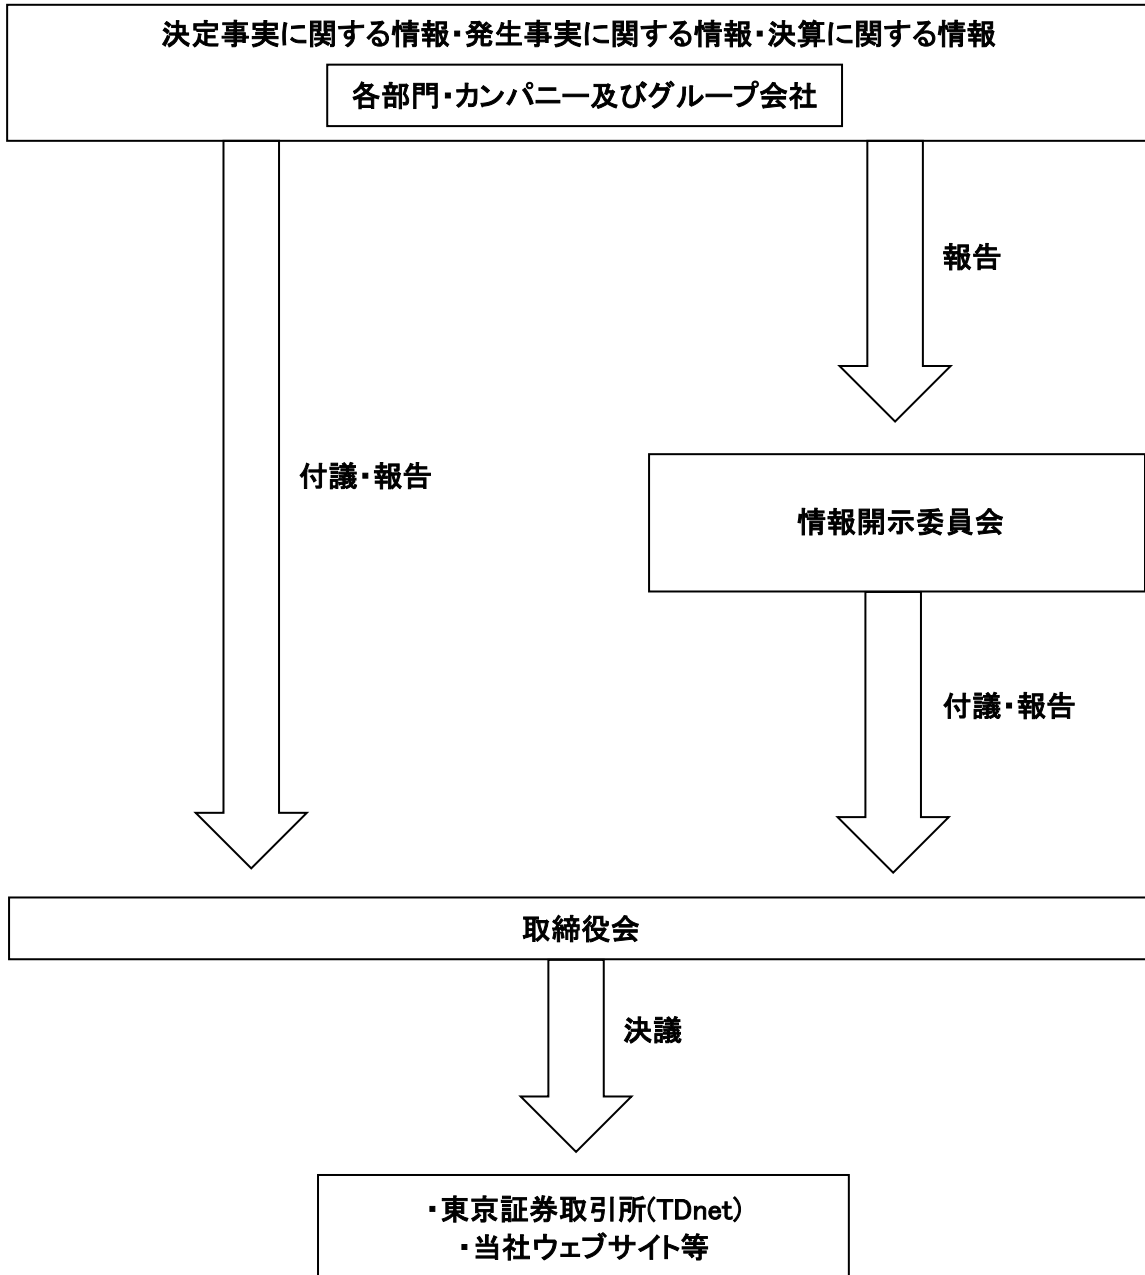 決定事実に関する情報・発生事実に関する情報・決算に関する情報
各部門・カンパニー及びグループ会社
報告
付議・報告
情報開示委員会
付議・報告
取締役会
決議
・東京証券取引所(TDnet)
・当社ウェブサイト等